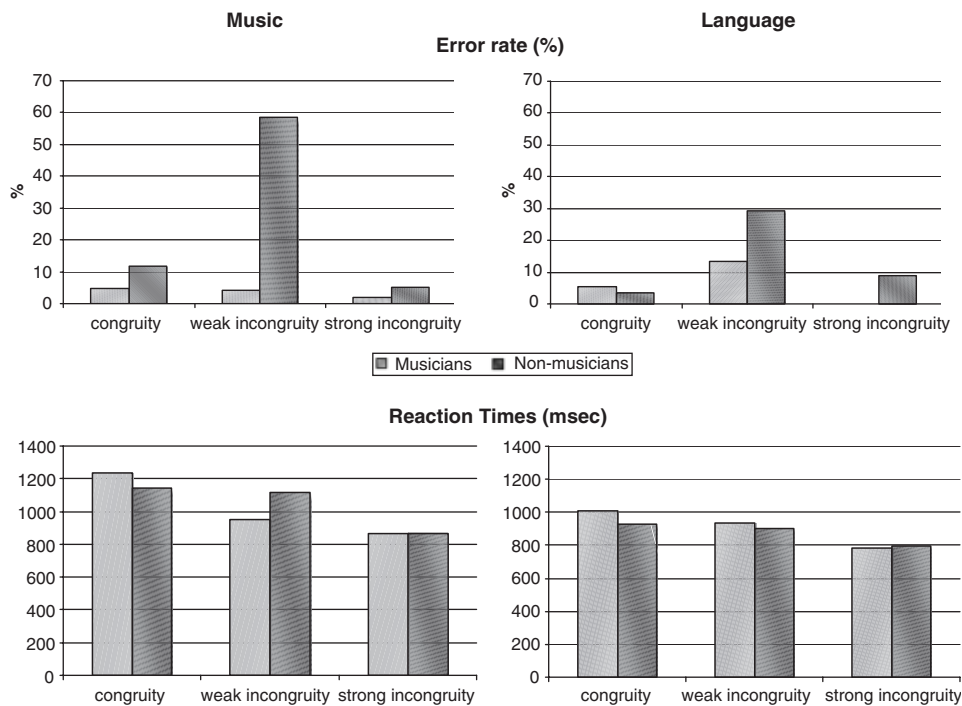 Music Language
Error rate (%)
70 70
60 60
50 50
40 40
% %
30 30
20 20
10 10
0 0
congruity weak incongruity strong incongruity congruity weak incongruity strong incongruity
Musicians Non-musicians
Reaction Times (msec)
1400 1400
1200 1200
1000 1000
800 800
600 600
400 400
200 200
0 0
congruity weak incongruity strong incongruity congruity weak incongruity strong incongruity